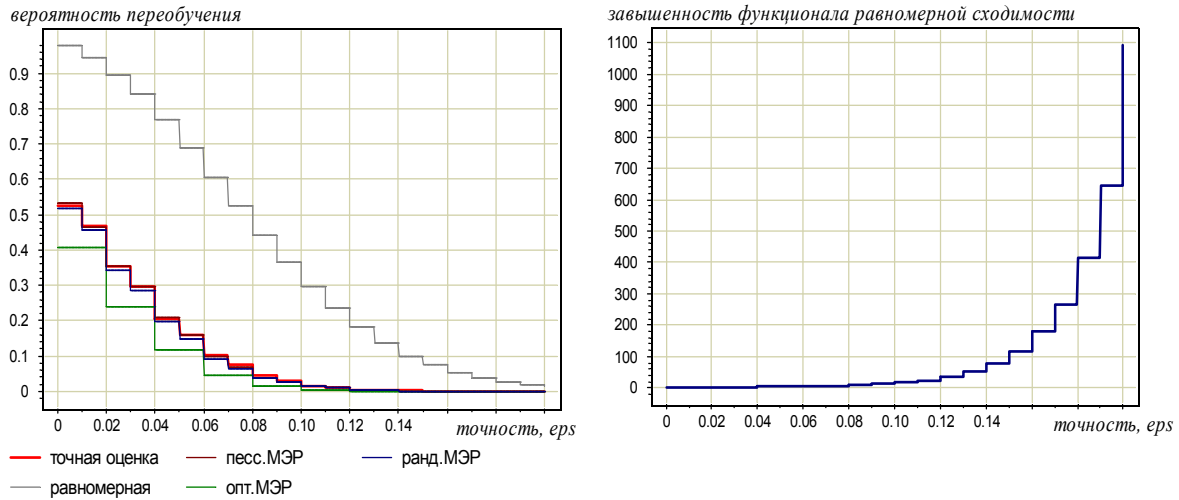 вероятность переобучения
0.9
0.8
0.7
0.6
0.5
0.4
0.3
0.2
0.1
0
0 0.02 0.04 0.06 0.08 0.10 0.12 0.14
точность, eps
точная оценка песс.МЭР ранд.МЭР
равномерная опт.МЭР
завышенность функционала равномерной сходимости
1100
1000
900
800
700
600
500
400
300
200
100
0
0 0.02 0.04 0.06 0.08 0.10 0.12 0.14
точность, eps